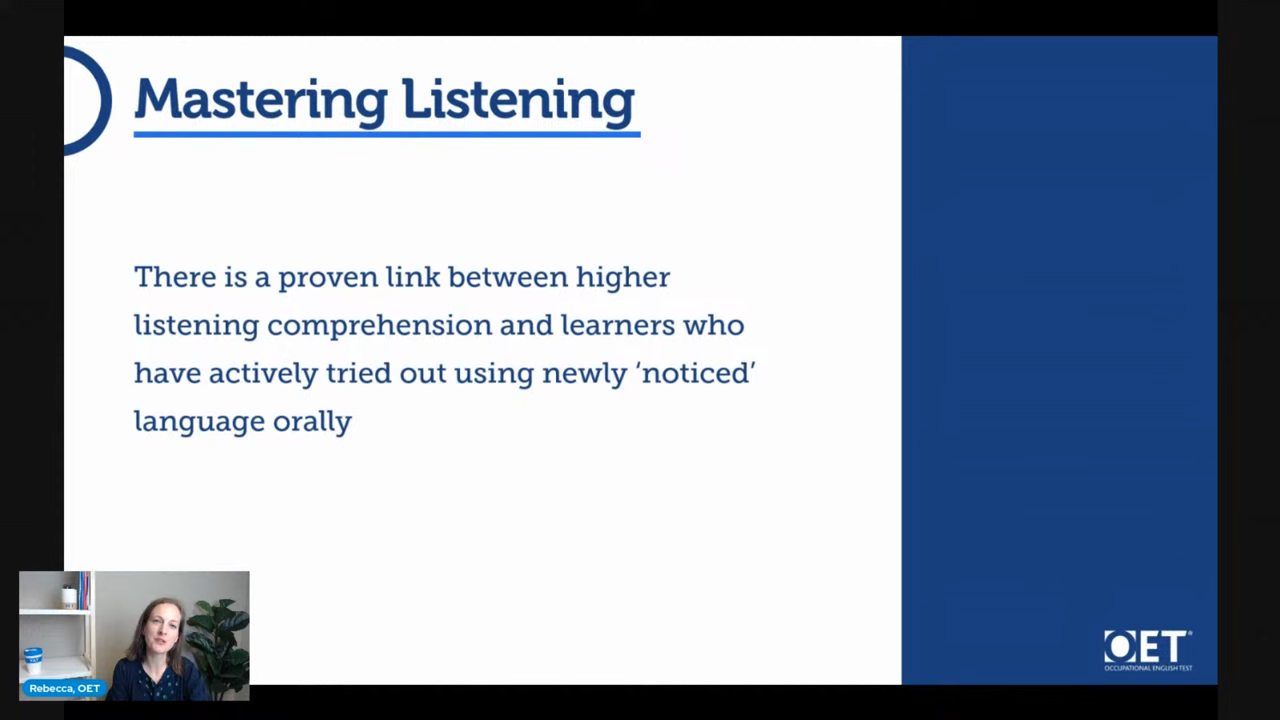 Mastering Listening
There is a proven link between higher
listening comprehension and learners who
have actively tried out using newly ‘noticed’
language orally
Rebecca, OET
OET
OCCUPATIONAL ENGLISH TEST